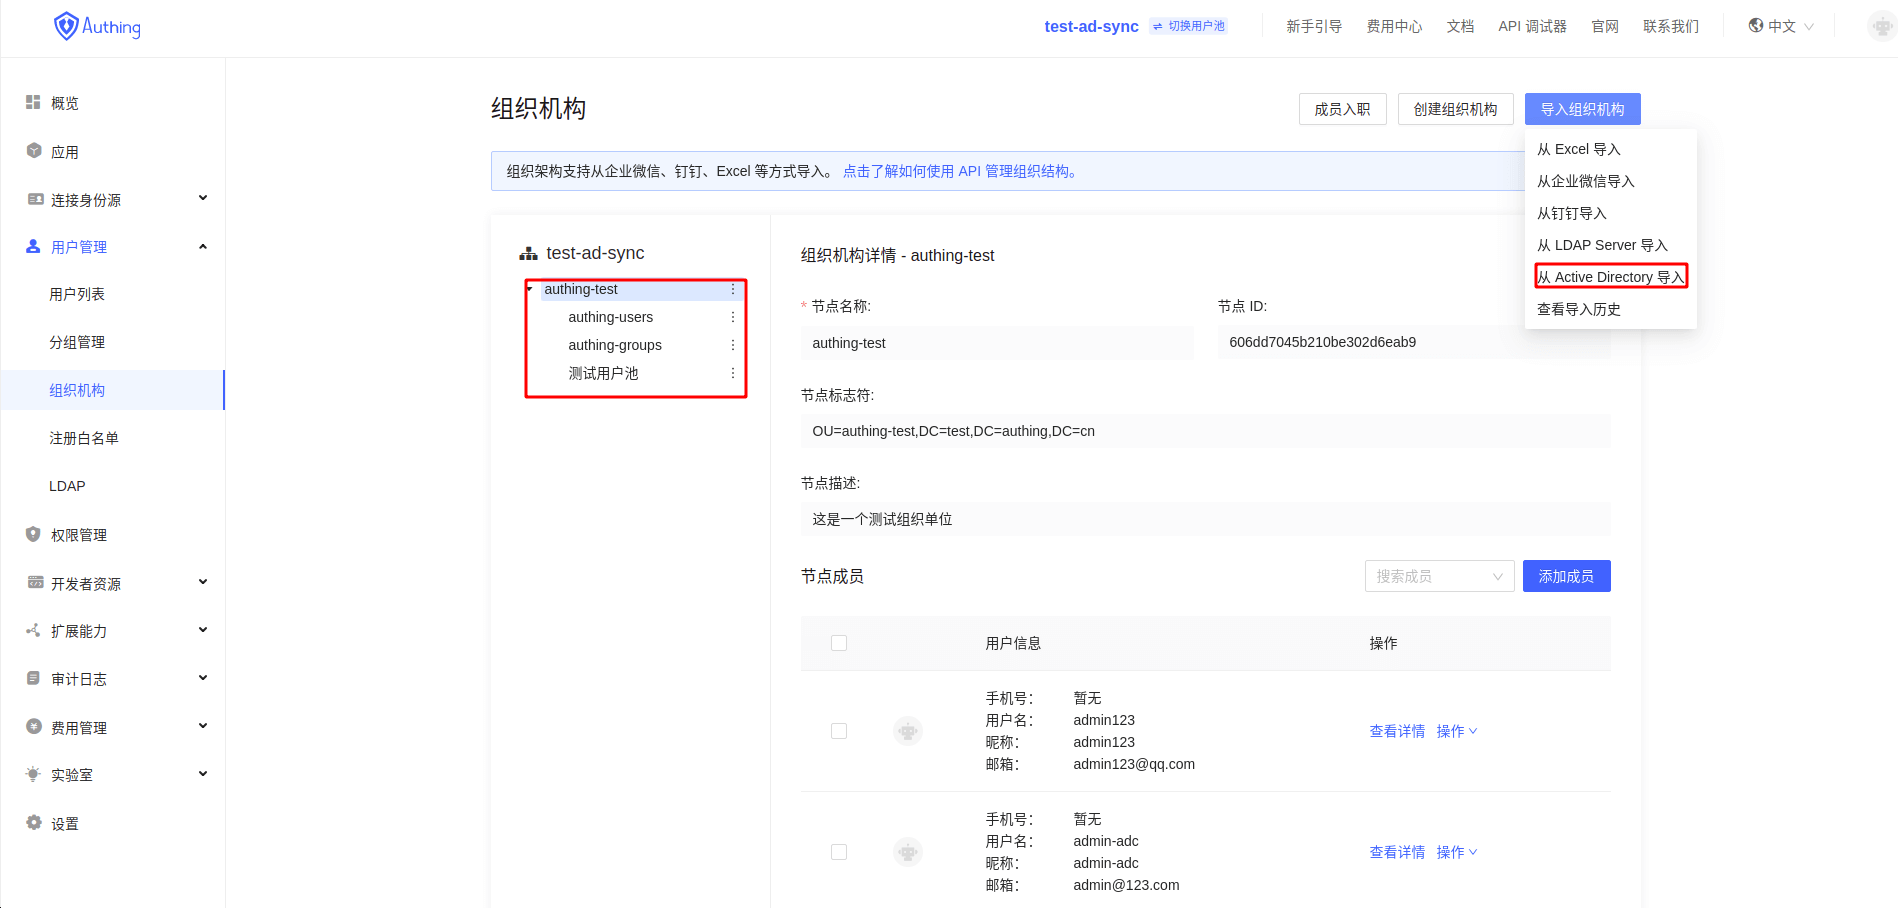 Authing
test-ad-sync
切换用户池
新手引导
费用中心
文档
API 调试器
官网
联系我们
中文
概览
应用
连接身份源
用户管理
用户列表
分组管理
组织机构
注册白名单
LDAP
权限管理
开发者资源
扩展能力
审计日志
费用管理
实验室
设置
组织机构
成员入职
创建组织机构
导入组织机构
从 Excel 导入
从企业微信导入
从钉钉导入
从 LDAP Server 导入
从 Active Directory 导入
查看导入历史
组织架构支持从企业微信、钉钉、Excel 等方式导入。 点击了解如何使用 API 管理组织结构。
test-ad-sync
authing-test
authing-users
authing-groups
测试用户池
组织机构详情 - authing-test
* 节点名称:
authing-test
节点 ID:
606dd7045b210be302d6eab9
节点标志符:
OU=authing-test,DC=test,DC=authing,DC=cn
节点描述:
这是一个测试组织单位
节点成员
搜索成员
添加成员
用户信息
操作
手机号: 暂无
用户名: admin123
昵称: admin123
邮箱: admin123@qq.com
查看详情 操作
手机号: 暂无
用户名: admin-adc
昵称: admin-adc
邮箱: admin@123.com
查看详情 操作